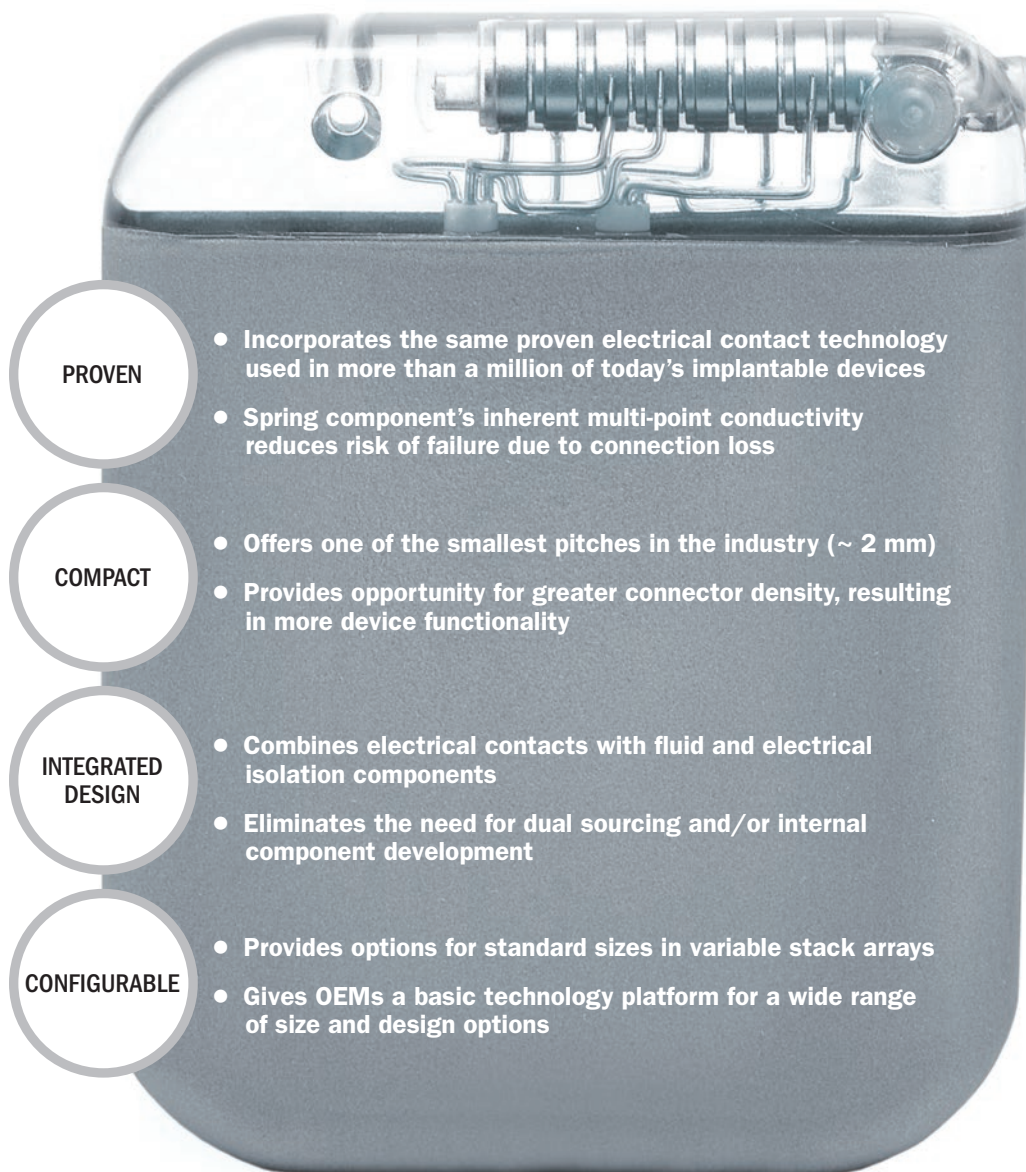 PROVEN
● Incorporates the same proven electrical contact technology
used in more than a million of today's implantable devices
● Spring component's inherent multi-point conductivity
reduces risk of failure due to connection loss
COMPACT
● Offers one of the smallest pitches in the industry (~ 2 mm)
● Provides opportunity for greater connector density, resulting
in more device functionality
INTEGRATED
DESIGN
● Combines electrical contacts with fluid and electrical
isolation components
● Eliminates the need for dual sourcing and/or internal
component development
CONFIGURABLE
● Provides options for standard sizes in variable stack arrays
● Gives OEMs a basic technology platform for a wide range
of size and design options